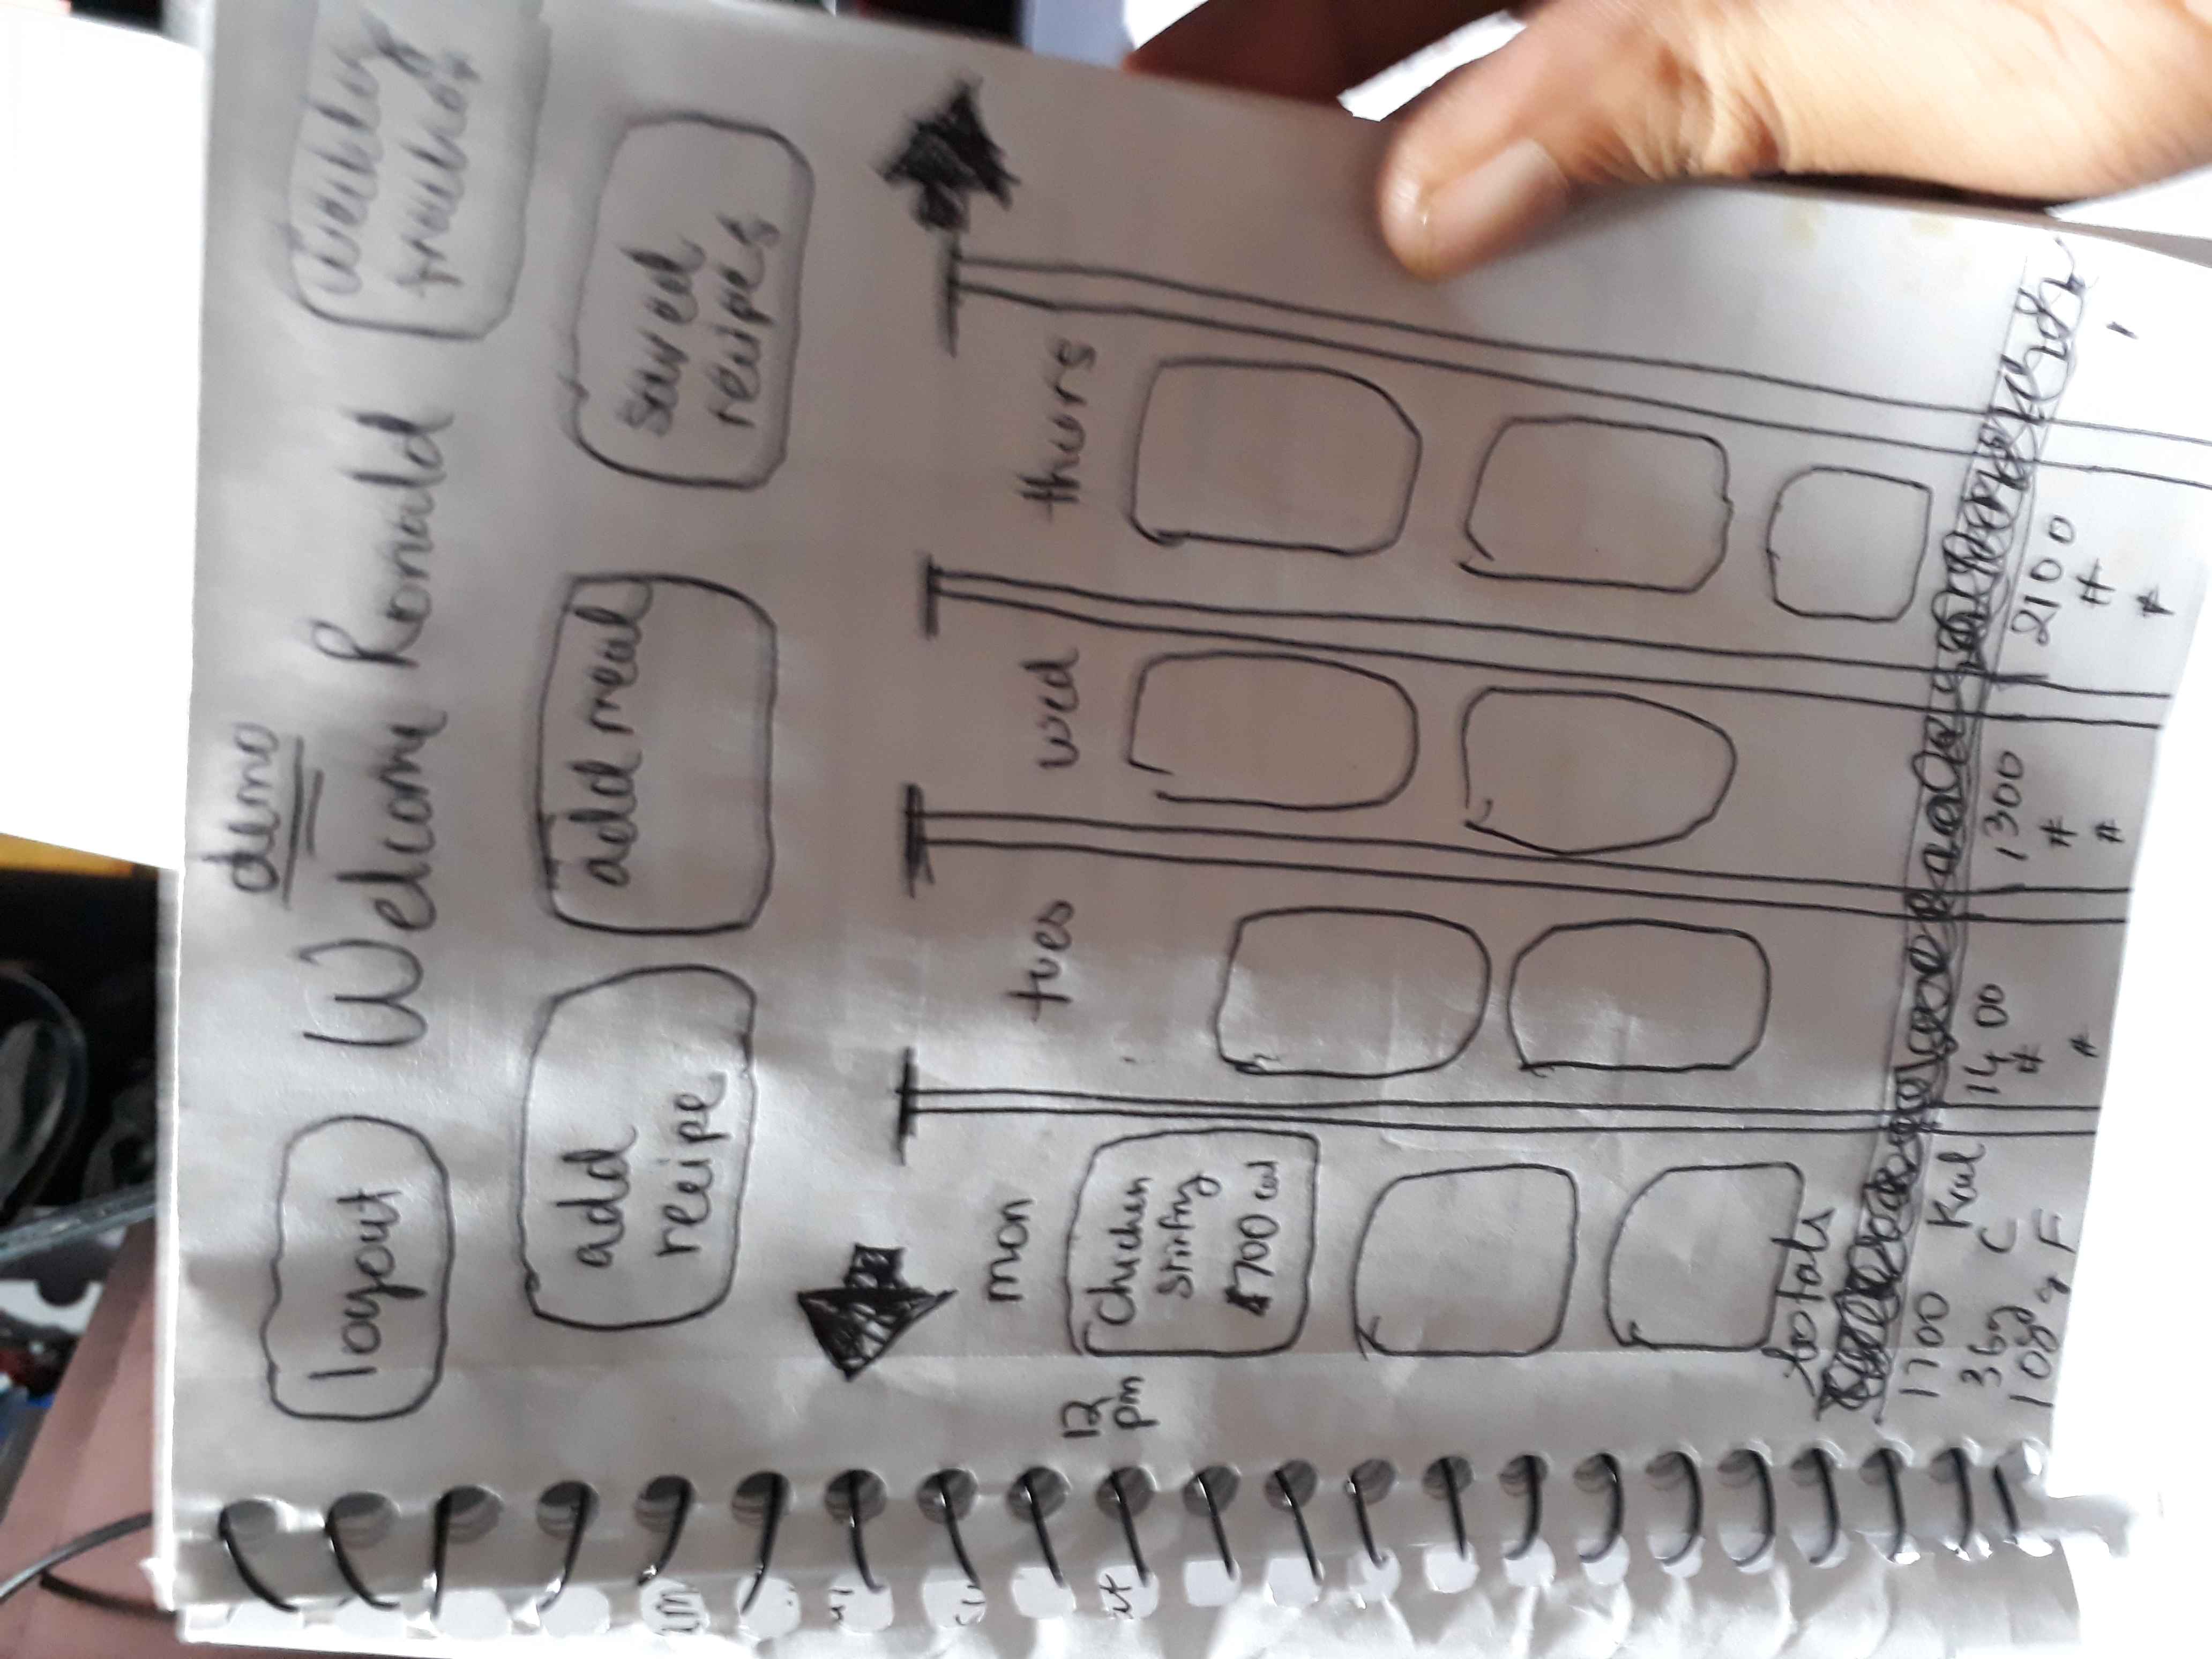 demo
logout
Welcome Ronald
weekly
tracker
add
recipe
add meal
saved
recipes
mon
tues
wed
thurs
12
pm
Chicken
Stirfry
700 cal
totals
1700 Kcal
36g C
108g F
1400
#
#
1300
#
#
2100
#
#